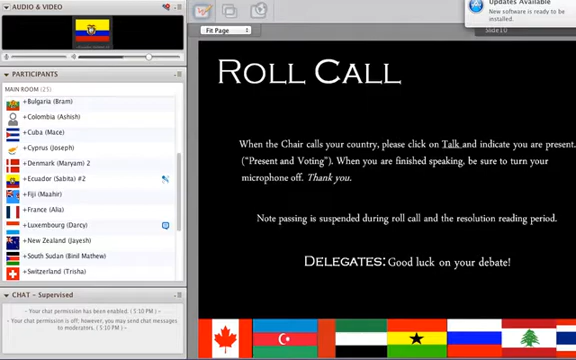 AUDIO & VIDEO
PARTICIPANTS
MAIN ROOM (25)
+Bulgaria (Bram)
+Colombia (Ashish)
+Cuba (Mace)
+Cyprus (Joseph)
+Denmark (Maryam) 2
+Ecuador (Sabita) #2
+Fiji (Maahir)
+France (Alia)
+Luxembourg (Darcy)
+New Zealand (Jayesh)
+South Sudan (Binil Mathew)
+Switzerland (Trisha)
CHAT - Supervised
- Your chat permission has been enabled. ( 5:10 PM ) -
- Your chat permission is off; however, you may send chat messages
to moderators. ( 5:10 PM ) -
Fit Page
Updates Available
New software is ready to be
installed.
ROLL CALL
When the Chair calls your country, please click on Talk and indicate you are present.
("Present and Voting"). When you are finished speaking, be sure to turn your
microphone off. Thank you.
Note passing is suspended during roll call and the resolution reading period.
DELEGATES: Good luck on your debate!